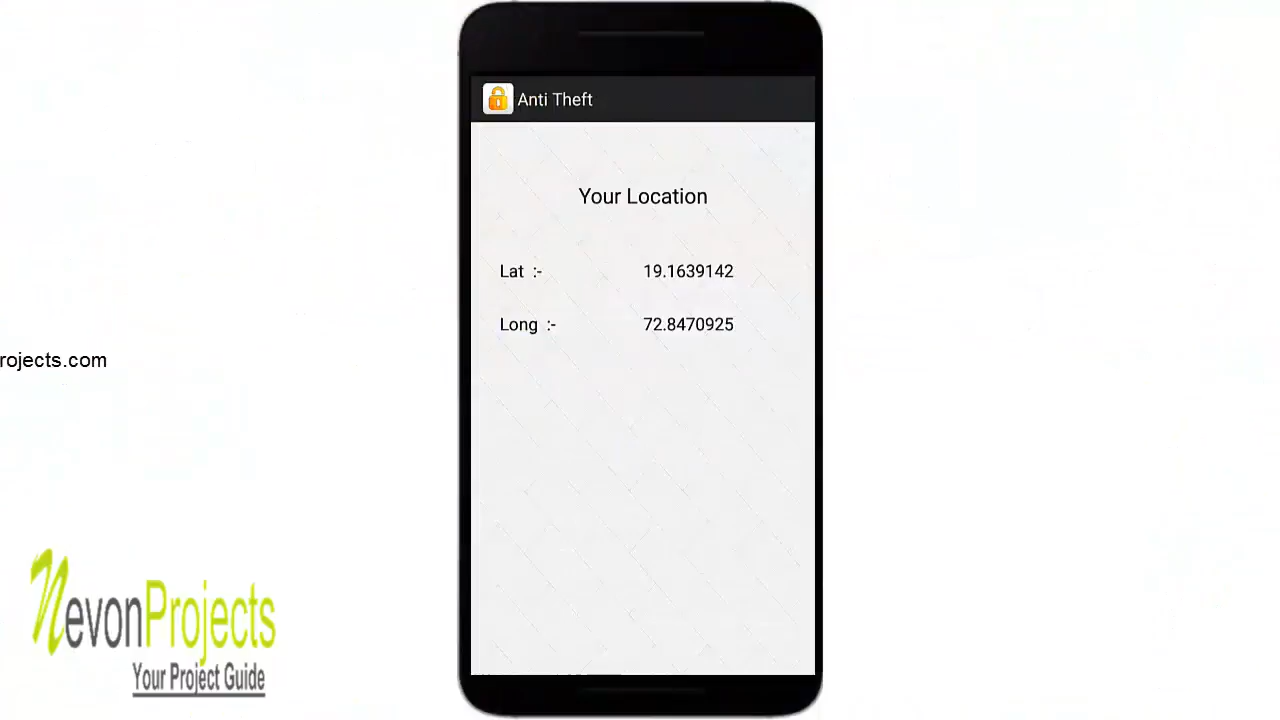 Anti Theft
Your Location
Lat :- 19.1639142
Long :- 72.8470925
rojects.com
NevonProjects
Your Project Guide